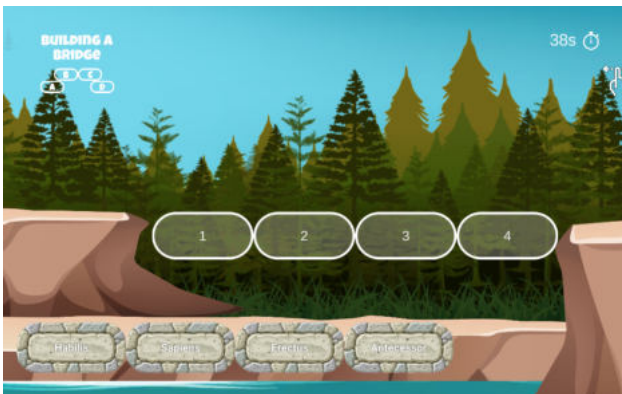 BUILDING A
BRIDGE
B C
A D
38s
1 2 3 4
Habilis Sapiens Erectus Antecessor